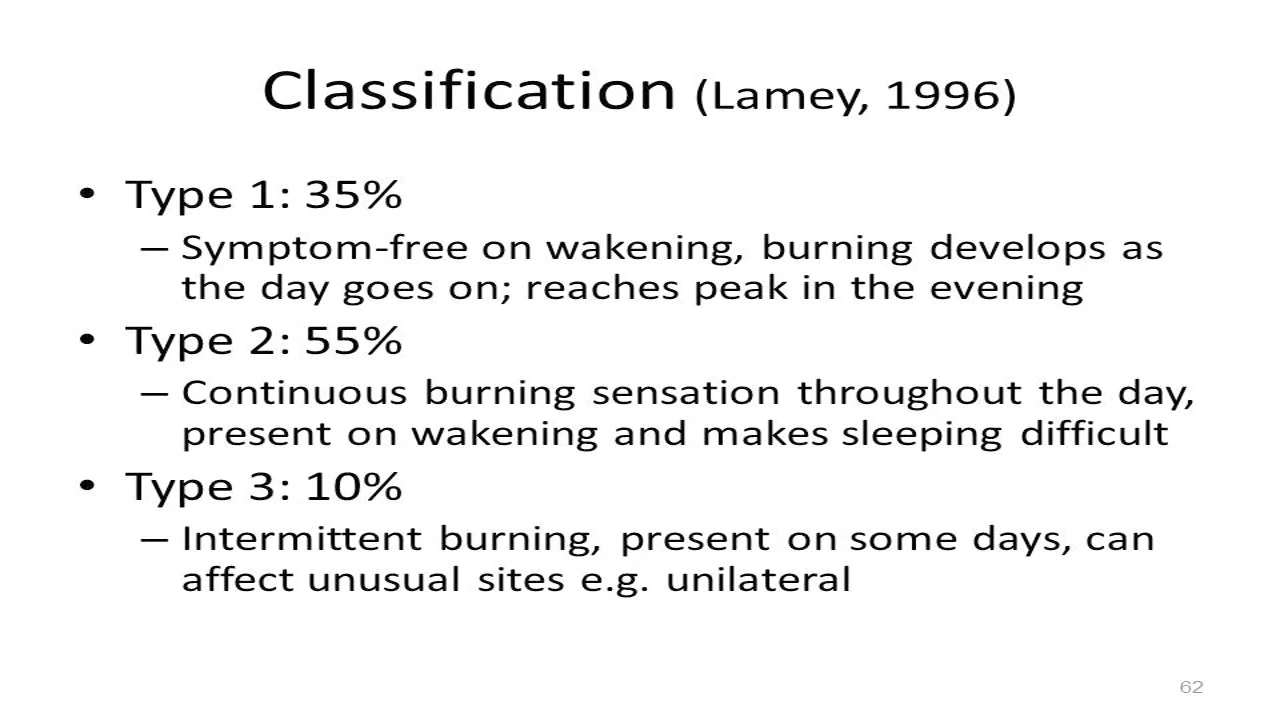 Classification (Lamey, 1996)
• Type 1: 35%
– Symptom-free on wakening, burning develops as
the day goes on; reaches peak in the evening
• Type 2: 55%
– Continuous burning sensation throughout the day,
present on wakening and makes sleeping difficult
• Type 3: 10%
– Intermittent burning, present on some days, can
affect unusual sites e.g. unilateral
62